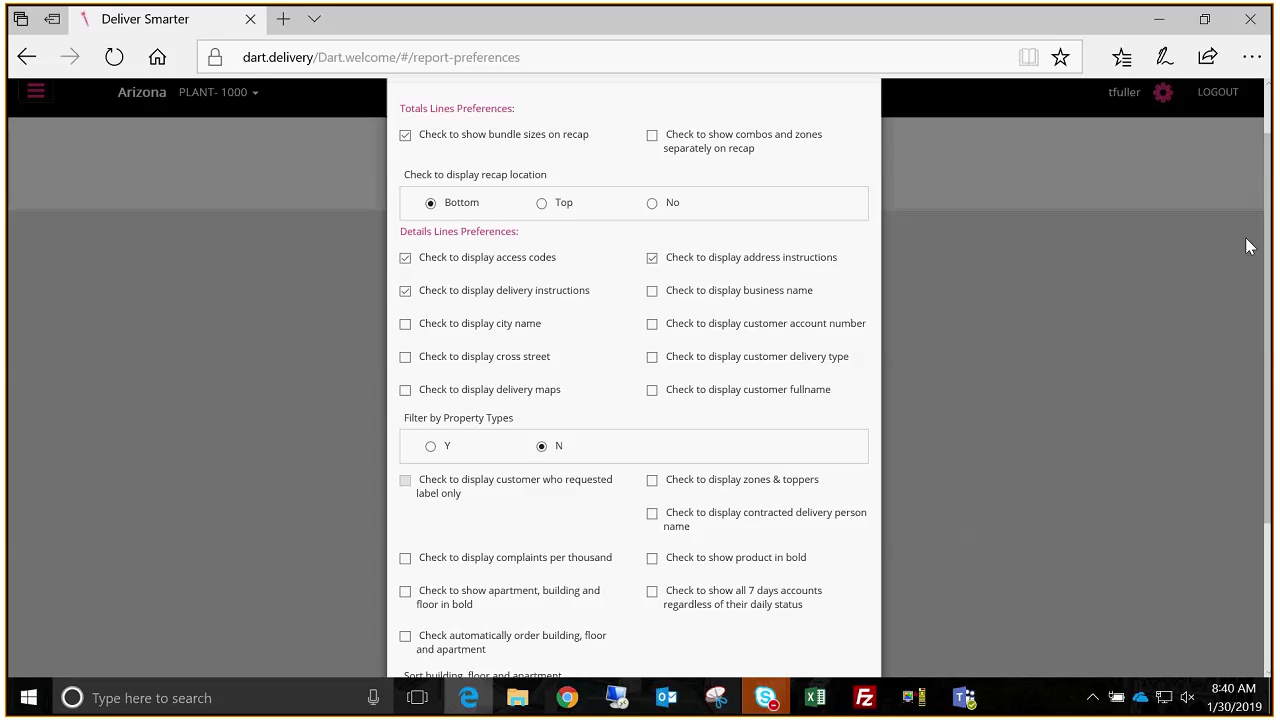 Deliver Smarter
dart.delivery/Dart.welcome/#/report-preferences
Arizona PLANT- 1000
tfuller LOGOUT
Totals Lines Preferences:
Check to show bundle sizes on recap
Check to show combos and zones
separately on recap
Check to display recap location
Bottom Top No
Details Lines Preferences:
Check to display access codes
Check to display address instructions
Check to display delivery instructions
Check to display business name
Check to display city name
Check to display customer account number
Check to display cross street
Check to display customer delivery type
Check to display delivery maps
Check to display customer fullname
Filter by Property Types
Y N
Check to display customer who requested
label only
Check to display zones & toppers
Check to display contracted delivery person
name
Check to display complaints per thousand
Check to show product in bold
Check to show apartment, building and
floor in bold
Check to show all 7 days accounts
regardless of their daily status
Check automatically order building, floor
and apartment
Sort building, floor and apartment
Type here to search
8:40 AM
1/30/2019